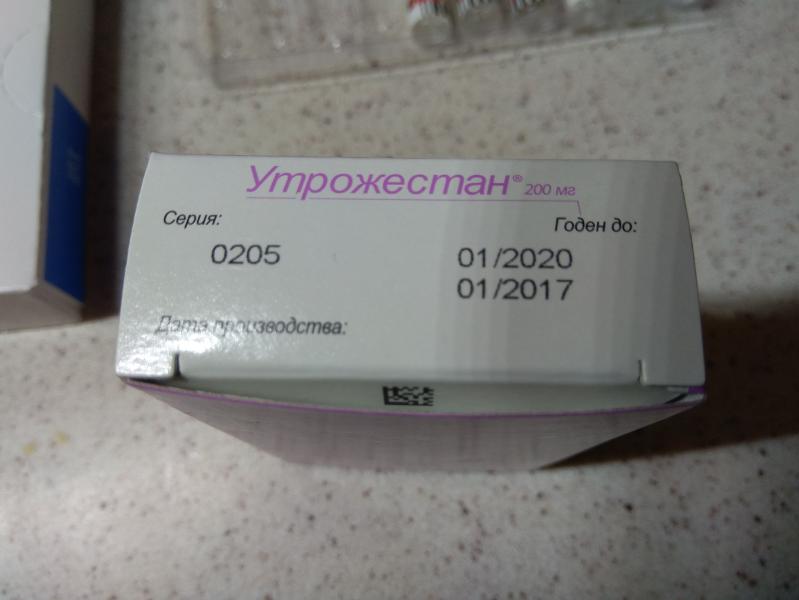 Утрожестан® 200 мг
Серия: Годен до:
0205 01/2020
01/2017
Дата производства: